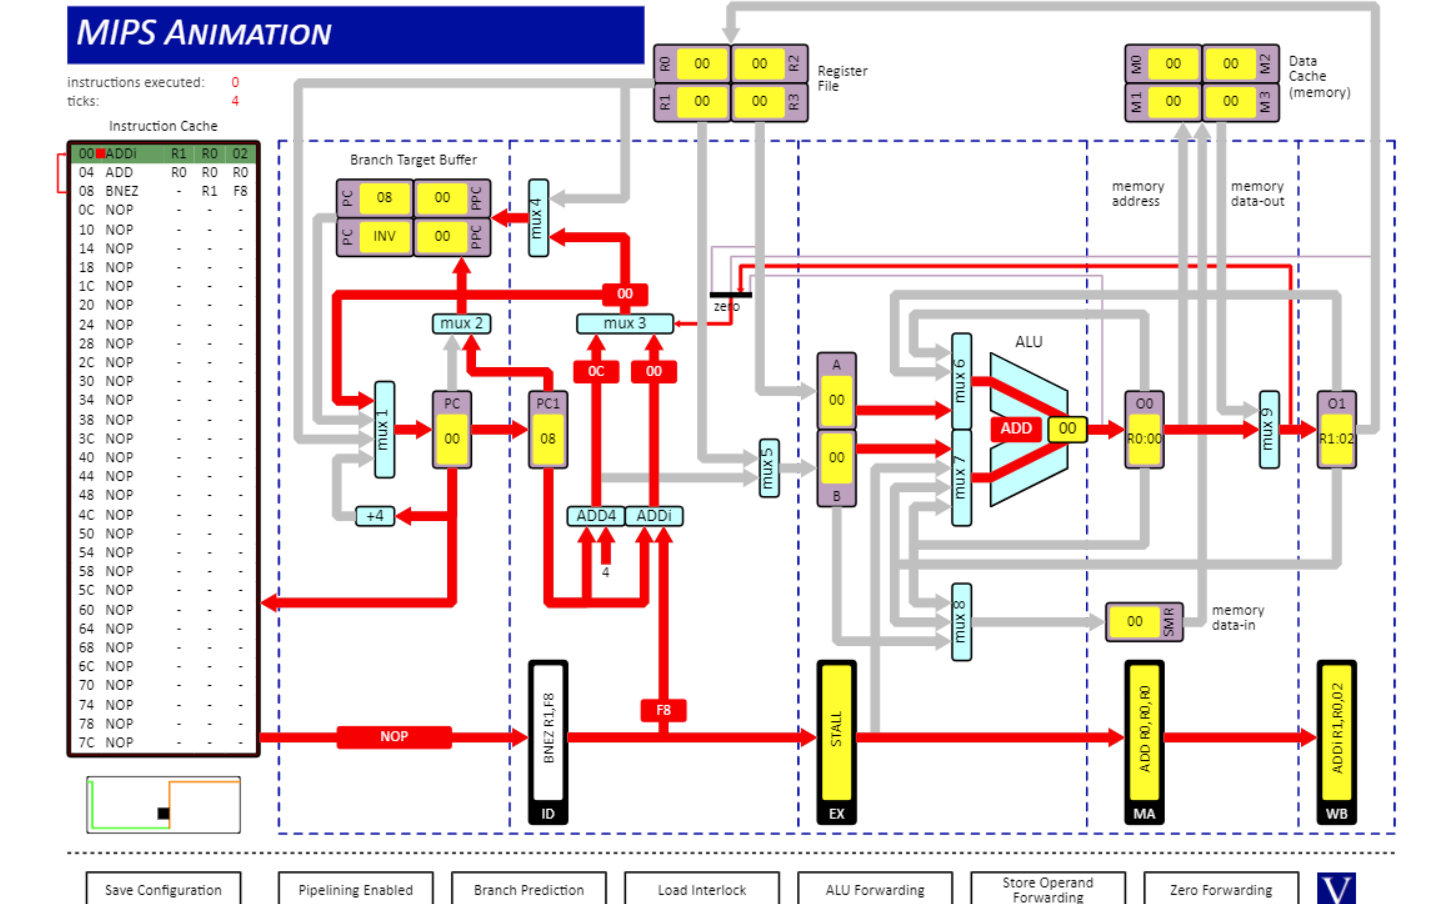 MIPS ANIMATION
instructions executed: 0
ticks: 4
Instruction Cache
00 ADDi R1 R0 02
04 ADD R0 R0 R0
08 BNEZ - R1 F8
0C NOP - - -
10 NOP - - -
14 NOP - - -
18 NOP - - -
1C NOP - - -
20 NOP - - -
24 NOP - - -
28 NOP - - -
2C NOP - - -
30 NOP - - -
34 NOP - - -
38 NOP - - -
3C NOP - - -
40 NOP - - -
44 NOP - - -
48 NOP - - -
4C NOP - - -
50 NOP - - -
54 NOP - - -
58 NOP - - -
5C NOP - - -
60 NOP - - -
64 NOP - - -
68 NOP - - -
6C NOP - - -
70 NOP - - -
74 NOP - - -
78 NOP - - -
7C NOP - - -
R0 00 00 R2
R1 00 00 R3
Register
File
M0 00 00 M2
M1 00 00 M3
Data
Cache
(memory)
Branch Target Buffer
PC 08 00 PPC
PC INV 00 PPC
mux 4
memory
address
memory
data-out
00
zero
mux 2
mux 3
0C
00
mux 1
PC
00
PC1
08
+4
ADD4
ADDi
4
mux 5
A
00
00
B
mux 6
mux 7
ALU
ADD
00
O0
R0:00
mux 9
O1
R1:02
mux 8
00 SMR
memory
data-in
F8
NOP
BNEZ R1,F8
ID
STALL
EX
ADD R0,R0,R0
MA
ADDi R1,R0,02
WB
Save Configuration
Pipelining Enabled
Branch Prediction
Load Interlock
ALU Forwarding
Store Operand
Forwarding
Zero Forwarding
V